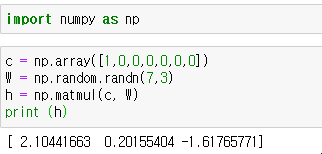 import numpy as np
c = np.array([1,0,0,0,0,0,0])
W = np.random.randn(7,3)
h = np.matmul(c, W)
print (h)
[ 2.10441663  0.20155404 -1.61765771]